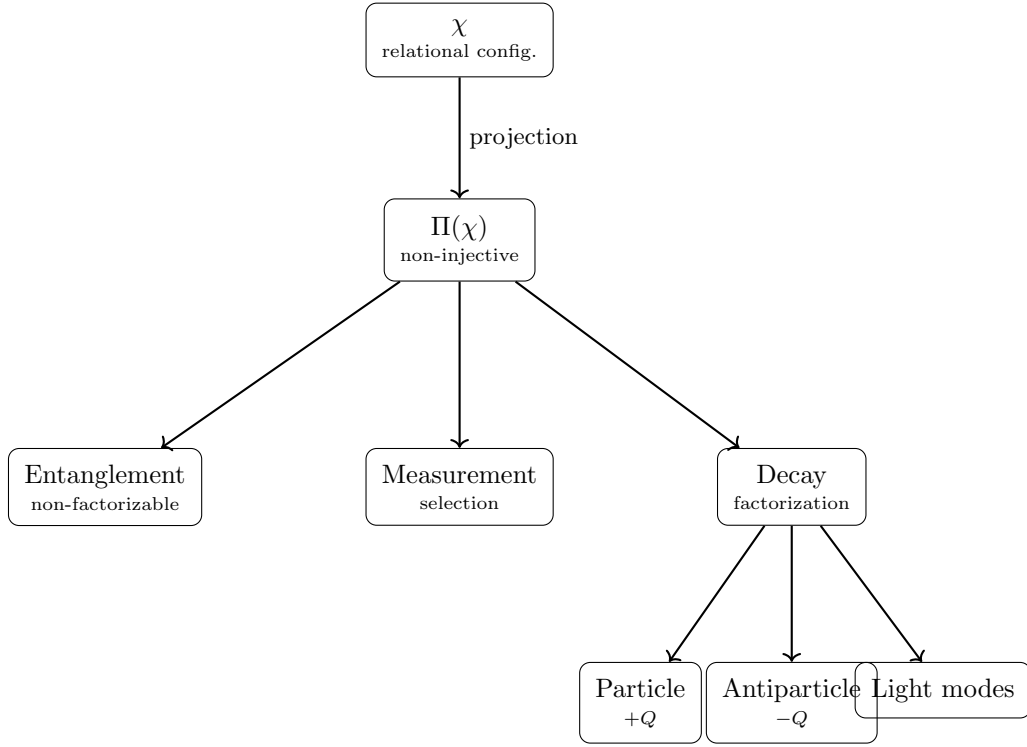 χ
relational config.
projection
Π(χ)
non-injective
Entanglement
non-factorizable
Measurement
selection
Decay
factorization
Particle
+Q
Antiparticle
−Q
Light modes